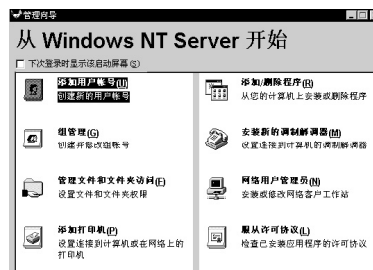 管理向导
从 Windows NT Server 开始
下次登录时显示该启动屏幕(S)
添加用户帐号(U)
创建新的用户帐号
组管理(G)
创建并修改组帐号
管理文件和文件夹访问(F)
设置文件和文件夹权限
添加打印机(P)
设置连接到计算机或在网络上的
打印机
添加/删除程序(R)
从您的计算机上安装或删除程序
安装新的调制解调器(M)
设置连接到计算机的调制解调器
网络用户管理员(N)
安装或修改网络客户工作站
服从许可协议(L)
检查已安装应用程序的许可协议